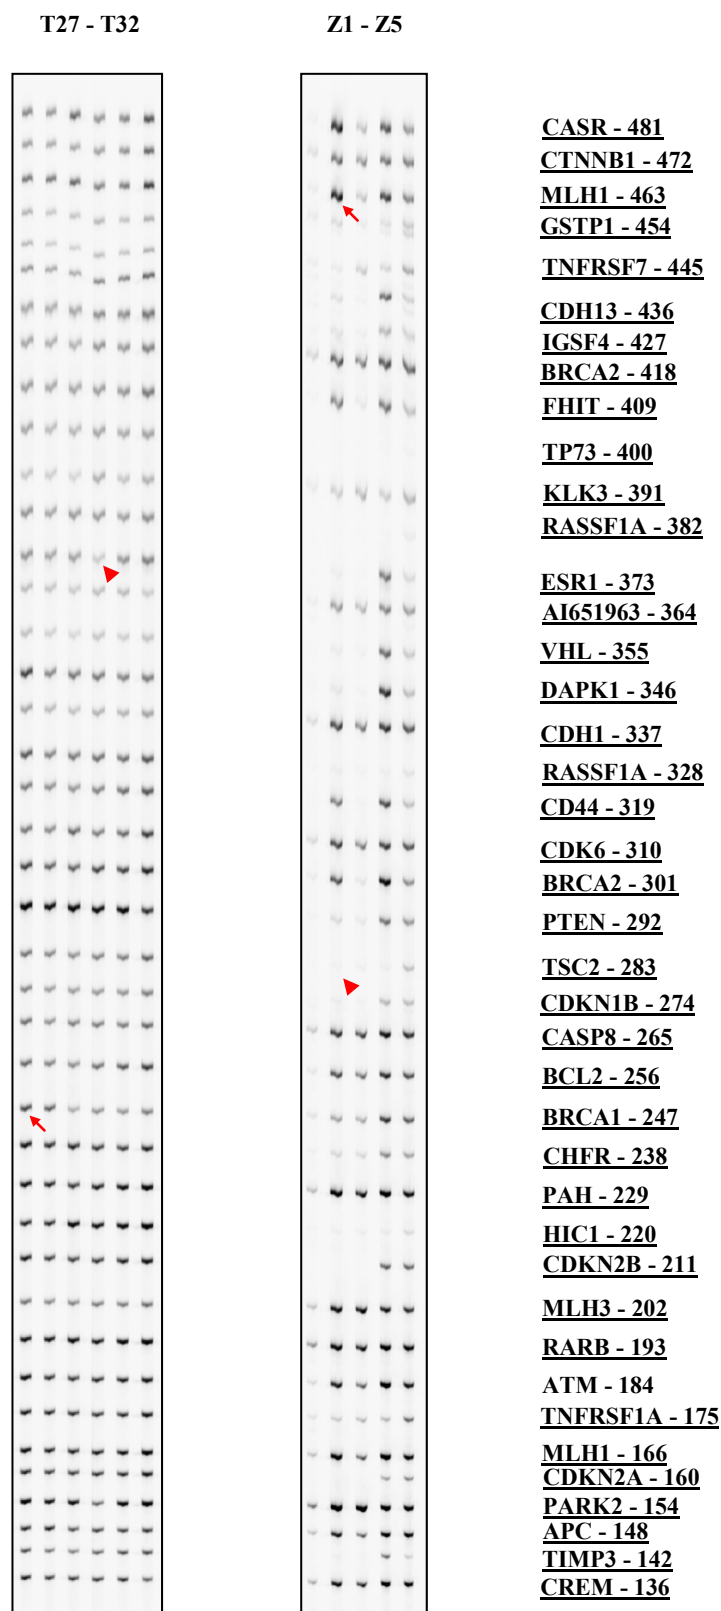 T27 - T32
Z1 - Z5
CASR - 481
CTNNB1 - 472
MLH1 - 463
GSTP1 - 454
TNFRSF7 - 445
CDH13 - 436
IGSF4 - 427
BRCA2 - 418
FHIT - 409
TP73 - 400
KLK3 - 391
RASSF1A - 382
ESR1 - 373
AI651963 - 364
VHL - 355
DAPK1 - 346
CDH1 - 337
RASSF1A - 328
CD44 - 319
CDK6 - 310
BRCA2 - 301
PTEN - 292
TSC2 - 283
CDKN1B - 274
CASP8 - 265
BCL2 - 256
BRCA1 - 247
CHFR - 238
PAH - 229
HIC1 - 220
CDKN2B - 211
MLH3 - 202
RARB - 193
ATM - 184
TNFRSF1A - 175
MLH1 - 166
CDKN2A - 160
PARK2 - 154
APC - 148
TIMP3 - 142
CREM - 136